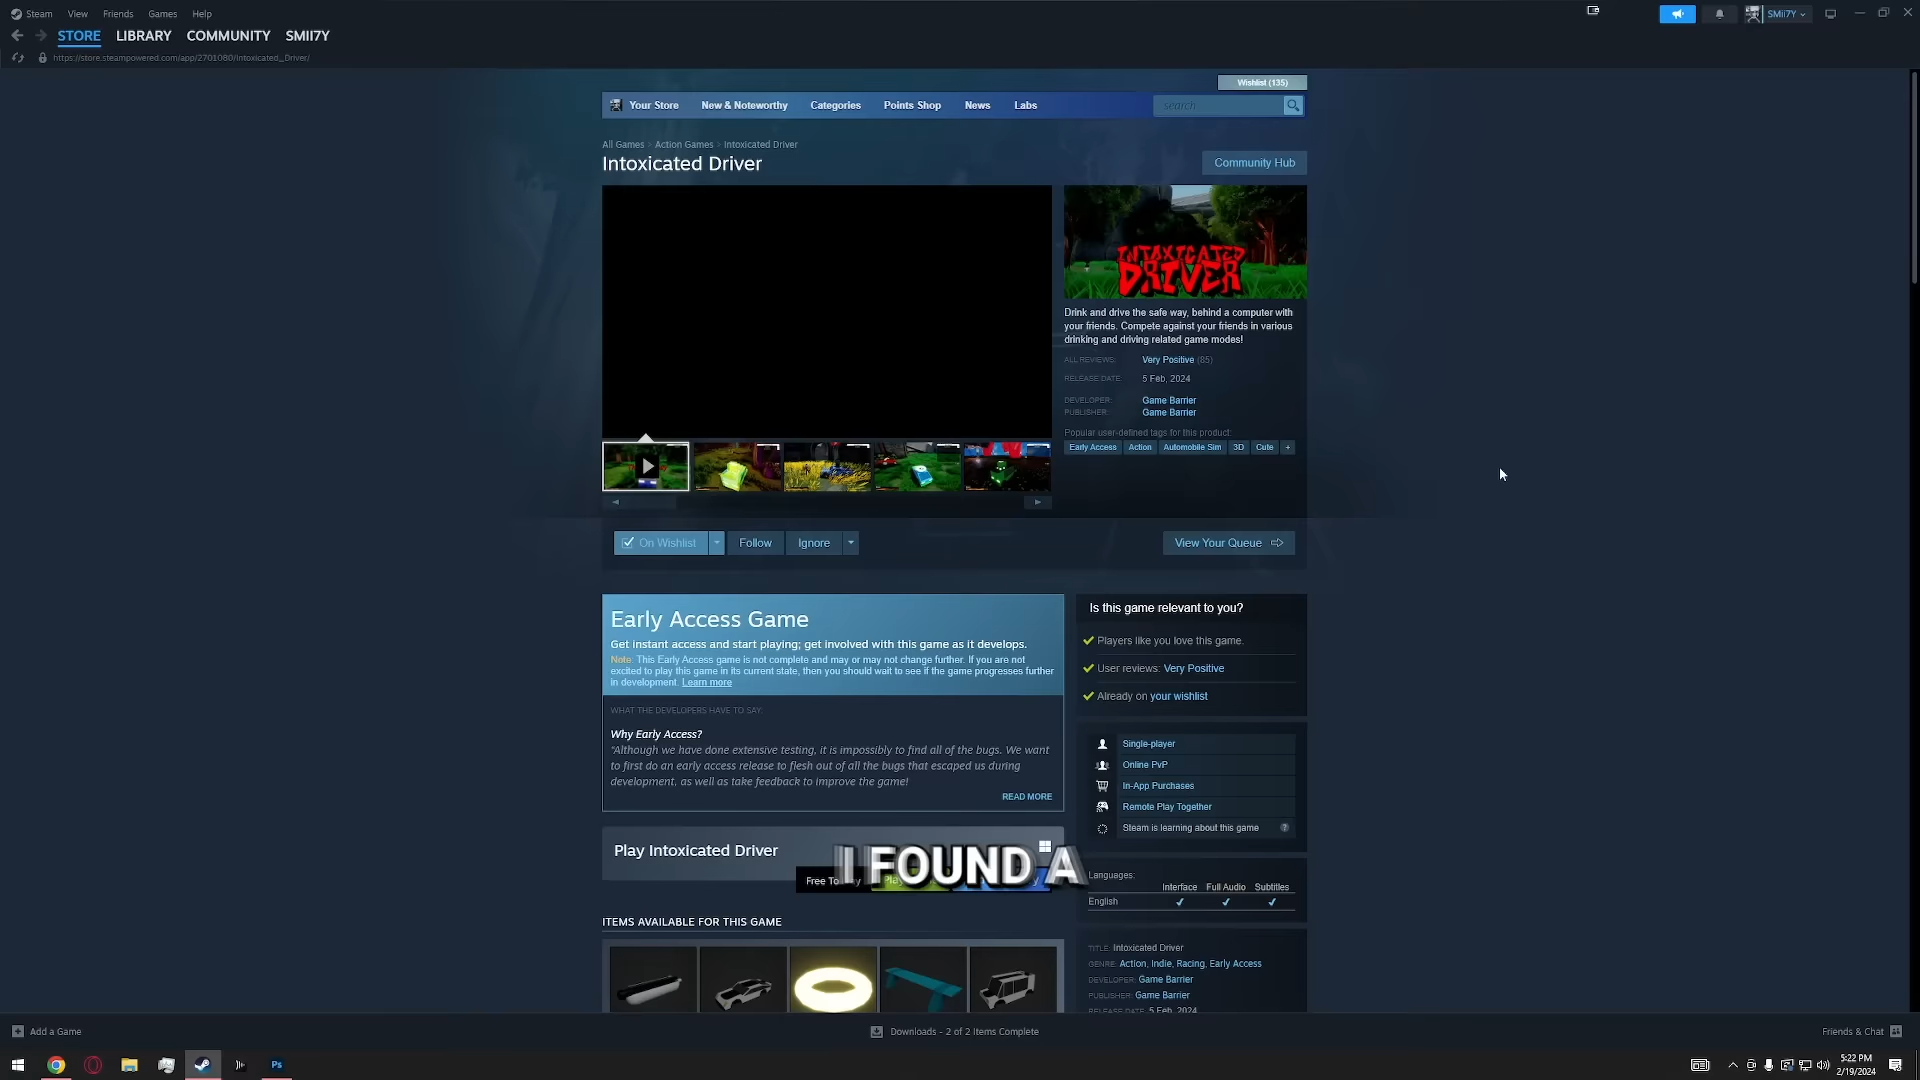 Steam View Friends Games Help
SMii7Y
STORE LIBRARY COMMUNITY SMII7Y
https://store.steampowered.com/app/2701080/Intoxicated_Driver/
Wishlist (135)
Your Store New & Noteworthy Categories Points Shop News Labs search
All Games > Action Games > Intoxicated Driver
Intoxicated Driver
Community Hub
INTOXICATED
DRIVER
Drink and drive the safe way, behind a computer with
your friends. Compete against your friends in various
drinking and driving related game modes!
ALL REVIEWS: Very Positive (85)
RELEASE DATE: 5 Feb, 2024
DEVELOPER: Game Barrier
PUBLISHER: Game Barrier
Popular user-defined tags for this product:
Early Access Action Automobile Sim 3D Cute +
On Wishlist Follow Ignore View Your Queue
Early Access Game
Get instant access and start playing; get involved with this game as it develops.
Note: This Early Access game is not complete and may or may not change further. If you are not
excited to play this game in its current state, then you should wait to see if the game progresses further
in development. Learn more
WHAT THE DEVELOPERS HAVE TO SAY:
Why Early Access?
“Although we have done extensive testing, it is impossibly to find all of the bugs. We want
to first do an early access release to flesh out of all the bugs that escaped us during
development, as well as take feedback to improve the game!
READ MORE
Is this game relevant to you?
Players like you love this game.
User reviews: Very Positive
Already on your wishlist
Single-player
Online PvP
In-App Purchases
Remote Play Together
Steam is learning about this game ?
Play Intoxicated Driver
I FOUND A
Free To
Languages:
Interface Full Audio Subtitles
English ✔ ✔ ✔
ITEMS AVAILABLE FOR THIS GAME
TITLE: Intoxicated Driver
GENRE: Action, Indie, Racing, Early Access
DEVELOPER: Game Barrier
PUBLISHER: Game Barrier
RELEASE DATE: 5 Feb, 2024
Add a Game
Downloads - 2 of 2 Items Complete
Friends & Chat
Ps
5:22 PM
2/19/2024